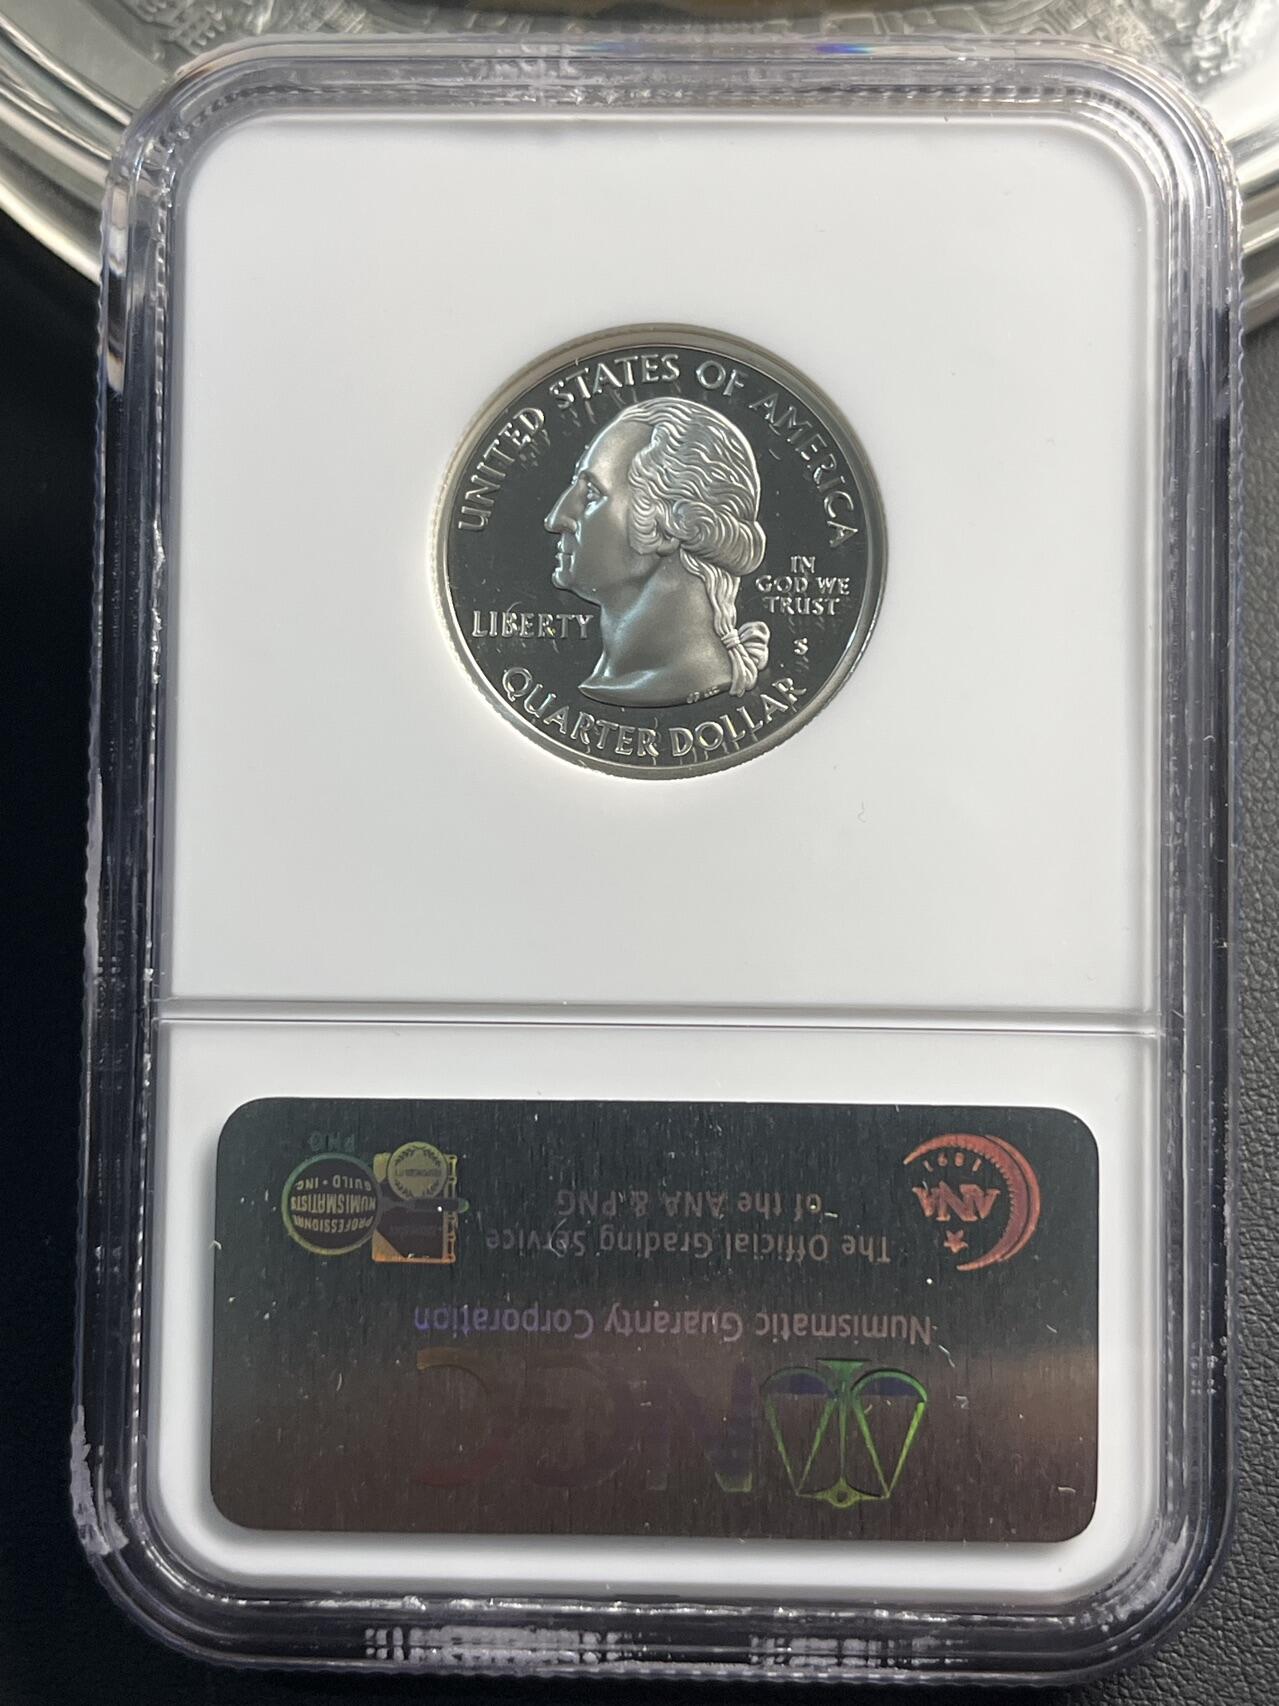 UNITED STATES OF AMERICA
LIBERTY
IN
GOD WE
TRUST
S
QUARTER DOLLAR
NGC
Numismatic Guaranty Corporation
The Official Grading Service
of the ANA & PNG
ANA
1891
PROFESSIONAL
NUMISMATISTS
GUILD • INC
PNG